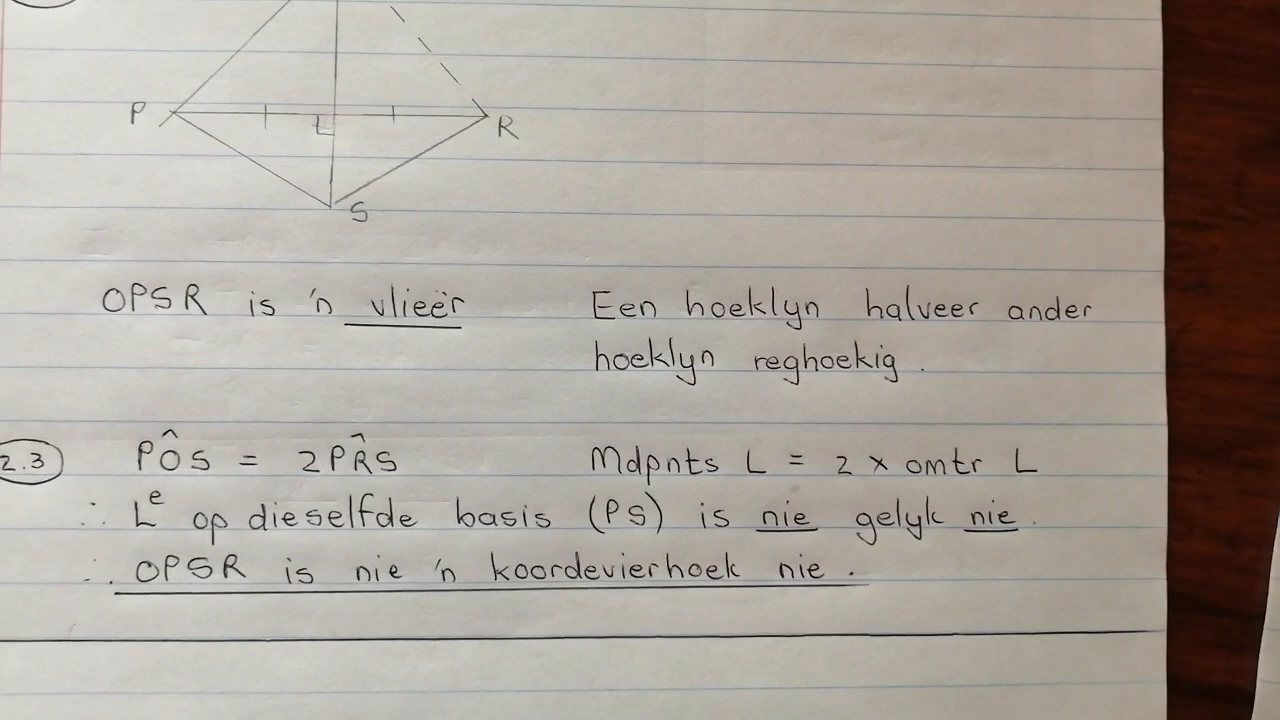 P
R
S
OPSR is 'n vlieër
Een hoeklyn halveer ander
hoeklyn reghoekig.
2.3
PÔS = 2PR̂S
Mdpnts L = 2 x omtr L
∴ Lᵉ op dieselfde basis (PS) is nie gelyk nie.
∴ OPSR is nie 'n koordevierhoek nie.